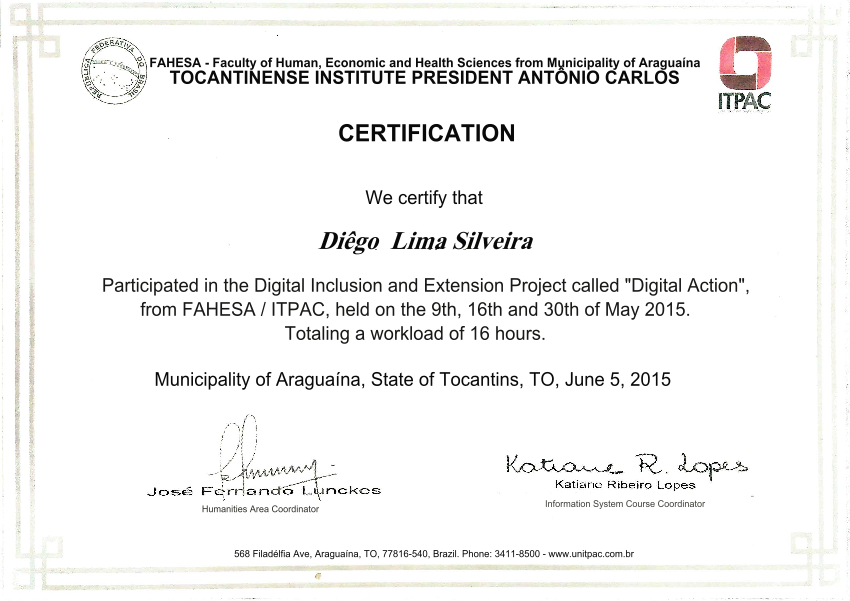 REPÚBLICA FEDERATIVA DO BRASIL
FAHESA - Faculty of Human, Economic and Health Sciences from Municipality of Araguaína
TOCANTINENSE INSTITUTE PRESIDENT ANTÔNIO CARLOS
ITPAC
CERTIFICATION
We certify that
Diêgo Lima Silveira
Participated in the Digital Inclusion and Extension Project called "Digital Action",
from FAHESA / ITPAC, held on the 9th, 16th and 30th of May 2015.
Totaling a workload of 16 hours.
Municipality of Araguaína, State of Tocantins, TO, June 5, 2015
Katiane R. Lopes
José Fernando Lunckes
Katiane Ribeiro Lopes
Humanities Area Coordinator
Information System Course Coordinator
568 Filadélfia Ave, Araguaína, TO, 77816-540, Brazil. Phone: 3411-8500 - www.unitpac.com.br